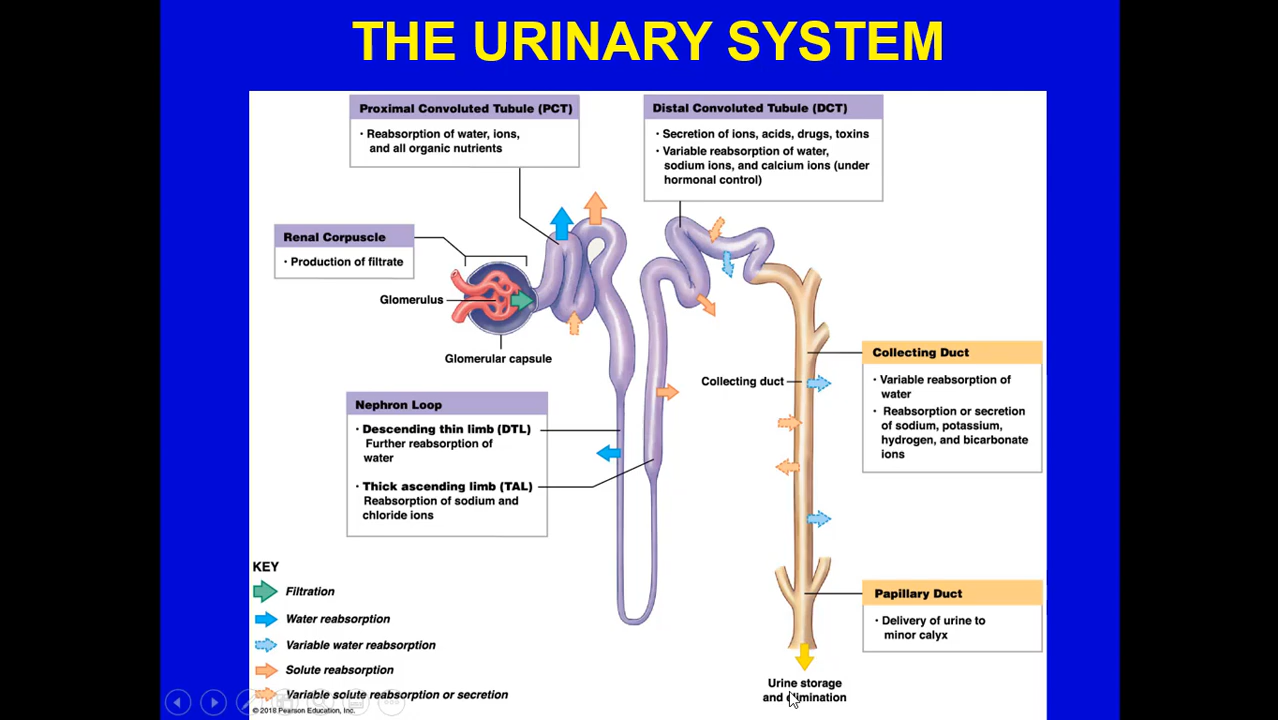 THE URINARY SYSTEM
Proximal Convoluted Tubule (PCT)
· Reabsorption of water, ions,
and all organic nutrients
Distal Convoluted Tubule (DCT)
· Secretion of ions, acids, drugs, toxins
· Variable reabsorption of water,
sodium ions, and calcium ions (under
hormonal control)
Renal Corpuscle
· Production of filtrate
Glomerulus
Glomerular capsule
Nephron Loop
· Descending thin limb (DTL)
Further reabsorption of
water
· Thick ascending limb (TAL)
Reabsorption of sodium and
chloride ions
Collecting duct
Collecting Duct
· Variable reabsorption of
water
· Reabsorption or secretion
of sodium, potassium,
hydrogen, and bicarbonate
ions
Papillary Duct
· Delivery of urine to
minor calyx
Urine storage
and elimination
KEY
Filtration
Water reabsorption
Variable water reabsorption
Solute reabsorption
Variable solute reabsorption or secretion
© 2018 Pearson Education, Inc.